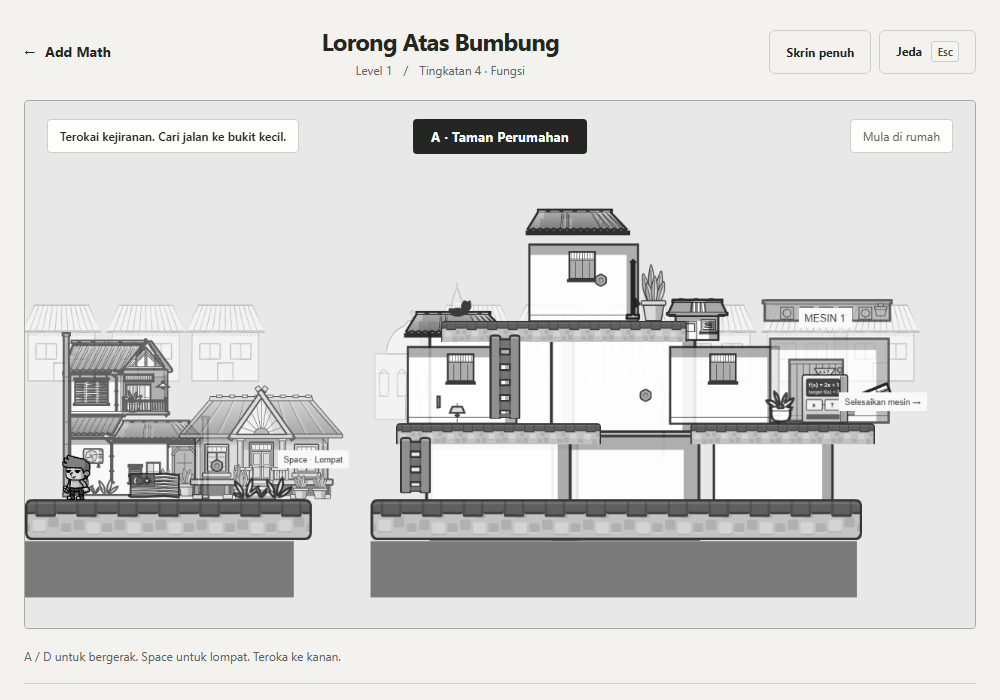 ← Add Math
Lorong Atas Bumbung
Level 1 / Tingkatan 4 · Fungsi
Skrin penuh
Jeda Esc
Terokai kejiranan. Cari jalan ke bukit kecil.
A · Taman Perumahan
Mula di rumah
MESIN 1
f(x) = 2x + 1
Selesaikan mesin →
x ?
Space · Lompat
A / D untuk bergerak. Space untuk lompat. Teroka ke kanan.